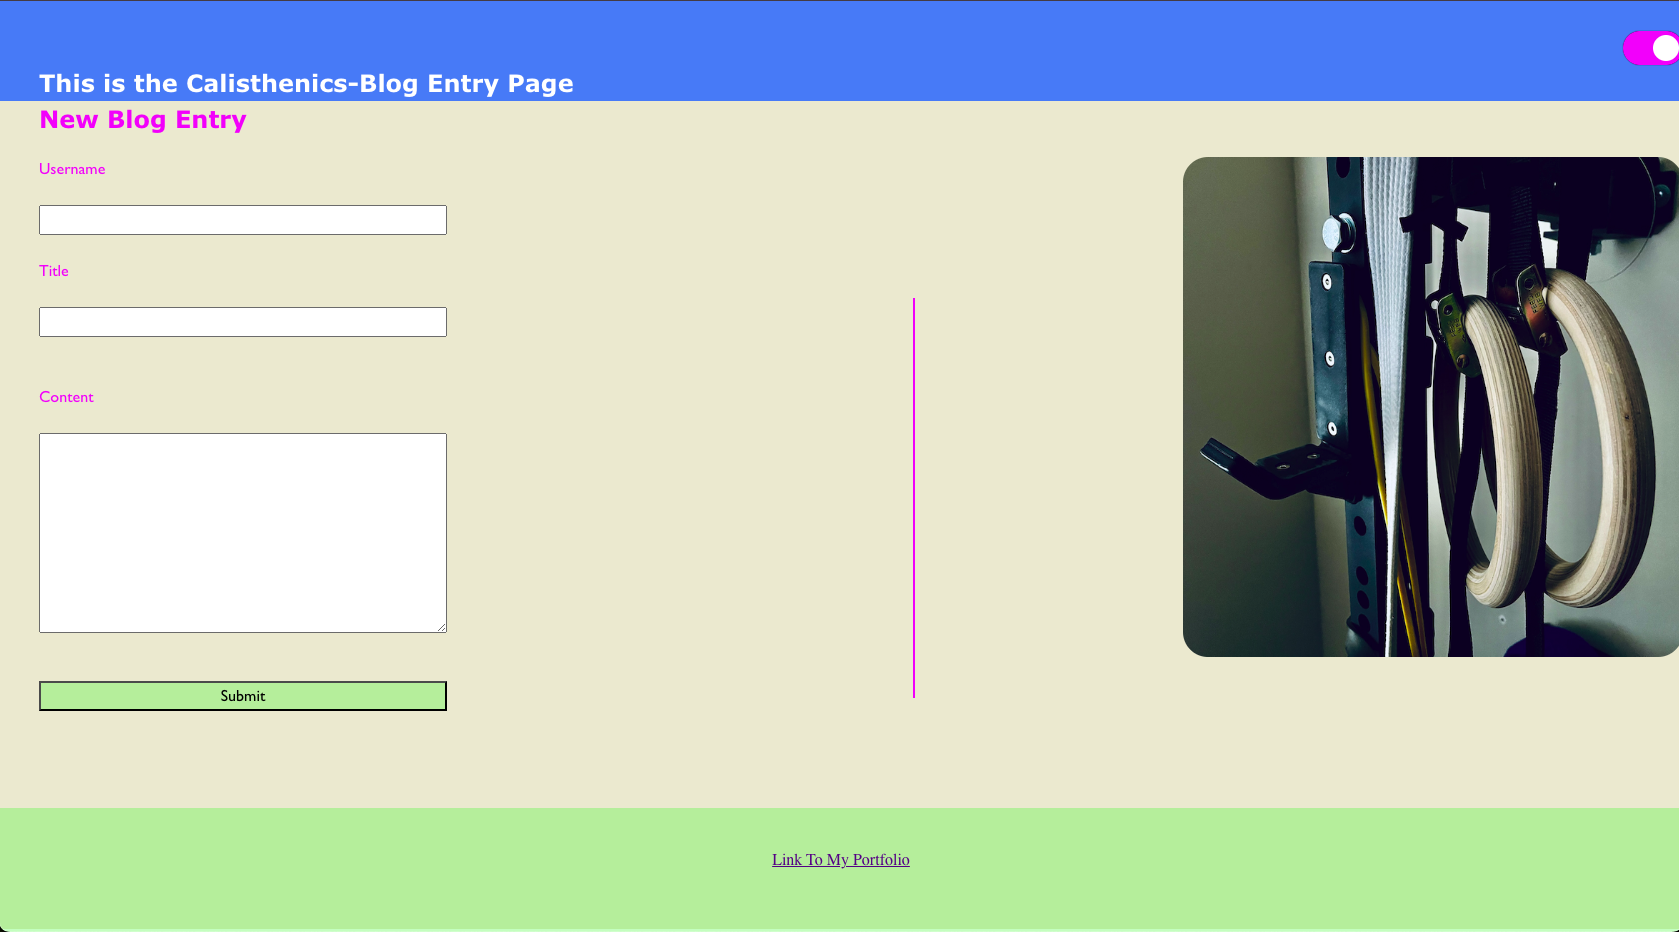 This is the Calisthenics-Blog Entry Page
New Blog Entry
Username
Title
Content
Submit
Link To My Portfolio